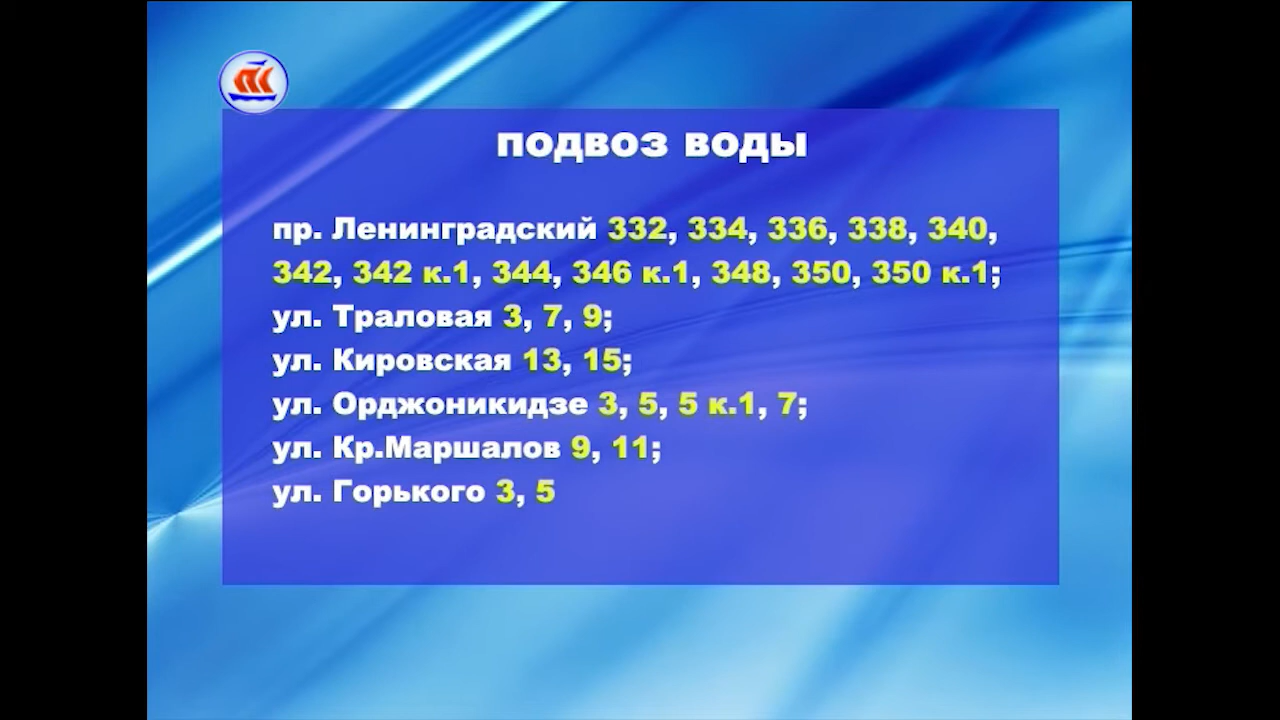 ПОДВОЗ ВОДЫ
пр. Ленинградский 332, 334, 336, 338, 340,
342, 342 к.1, 344, 346 к.1, 348, 350, 350 к.1;
ул. Траловая 3, 7, 9;
ул. Кировская 13, 15;
ул. Орджоникидзе 3, 5, 5 к.1, 7;
ул. Кр.Маршалов 9, 11;
ул. Горького 3, 5